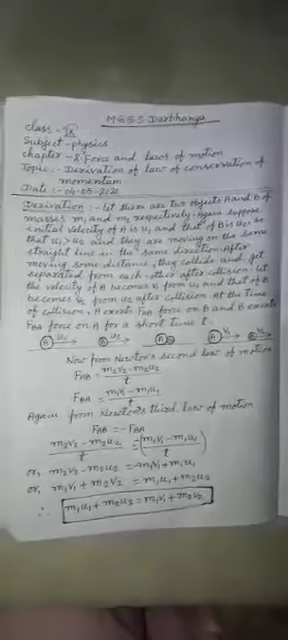 M.G.S.S Darbhanga
class - IX
Subject - physics
chapter - 8. Force and laws of motion
Topic :- Derivation of law of conservation of
momentum
Date :- 04-05-2020
Derivation :- Let there are two objects A and B of
masses m₁ and m₂ respectively. Again suppose
initial velocity of A is u₁ and that of B is u₂ so
that u₁ > u₂ and they are moving on the same
straight line in the same direction. After
moving some distance, they collide and get
separated from each-other after collision. Let
the velocity of A becomes v₁ from u₁ and that of B
becomes v₂ from u₂ after collision. At the time
of collision, A exerts FAB force on B and B exerts
FBA force on A for a short time t.
A u₁ B u₂ A B A v₁ B v₂
Now from Newton's second law of motion
FAB = m₂v₂ - m₂u₂ / t
FBA = m₁v₁ - m₁u₁ / t
Again from Newton's third law of motion
FAB = - FBA
m₂v₂ - m₂u₂ / t = -(m₁v₁ - m₁u₁ / t)
or, m₂v₂ - m₂u₂ = -m₁v₁ + m₁u₁
or, m₁v₁ + m₂v₂ = m₁u₁ + m₂u₂
∴ m₁u₁ + m₂u₂ = m₁v₁ + m₂v₂